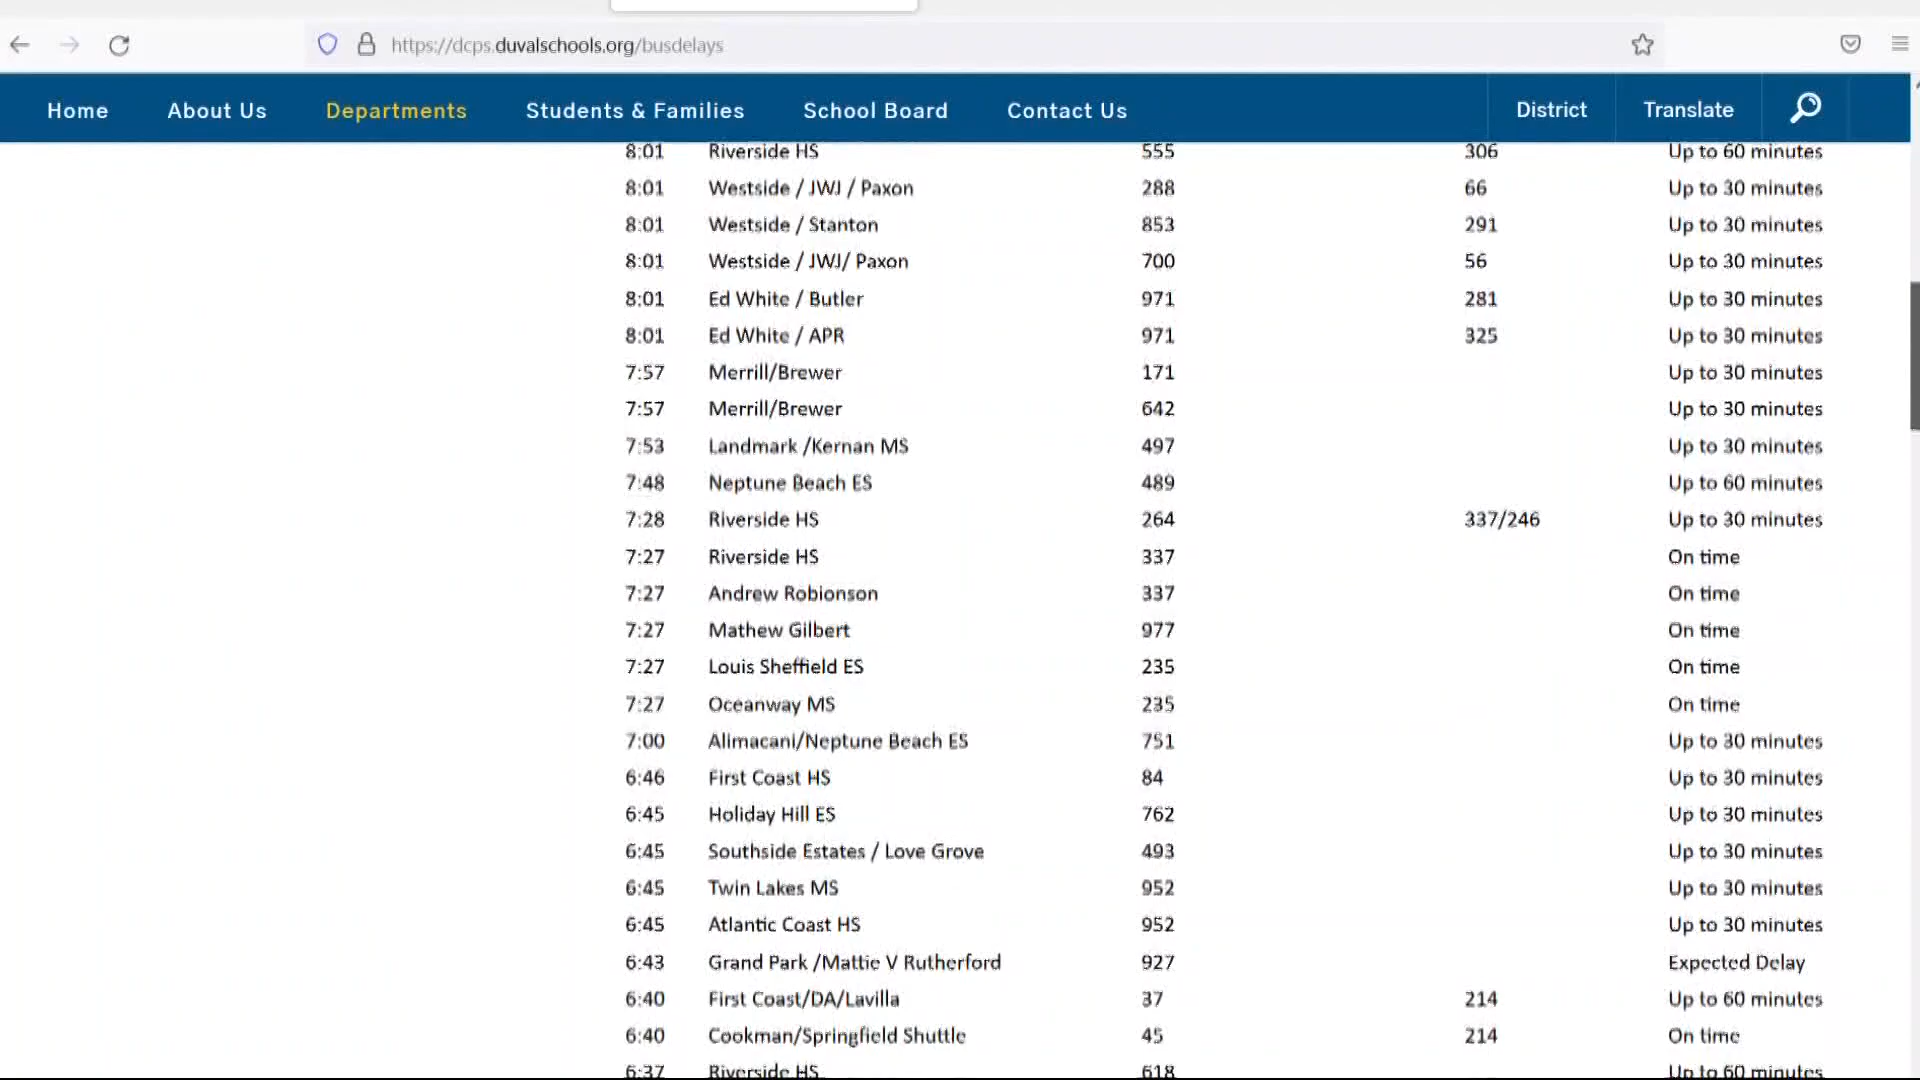 https://dcps.duvalschools.org/busdelays
Home About Us Departments Students & Families School Board Contact Us District Translate
8:01 Riverside HS 555 306 Up to 60 minutes
8:01 Westside / JWJ / Paxon 288 66 Up to 30 minutes
8:01 Westside / Stanton 853 291 Up to 30 minutes
8:01 Westside / JWJ/ Paxon 700 56 Up to 30 minutes
8:01 Ed White / Butler 971 281 Up to 30 minutes
8:01 Ed White / APR 971 325 Up to 30 minutes
7:57 Merrill/Brewer 171 Up to 30 minutes
7:57 Merrill/Brewer 642 Up to 30 minutes
7:53 Landmark /Kernan MS 497 Up to 30 minutes
7:48 Neptune Beach ES 489 Up to 60 minutes
7:28 Riverside HS 264 337/246 Up to 30 minutes
7:27 Riverside HS 337 On time
7:27 Andrew Robionson 337 On time
7:27 Mathew Gilbert 977 On time
7:27 Louis Sheffield ES 235 On time
7:27 Oceanway MS 235 On time
7:00 Alimacani/Neptune Beach ES 751 Up to 30 minutes
6:46 First Coast HS 84 Up to 30 minutes
6:45 Holiday Hill ES 762 Up to 30 minutes
6:45 Southside Estates / Love Grove 493 Up to 30 minutes
6:45 Twin Lakes MS 952 Up to 30 minutes
6:45 Atlantic Coast HS 952 Up to 30 minutes
6:43 Grand Park /Mattie V Rutherford 927 Expected Delay
6:40 First Coast/DA/Lavilla 37 214 Up to 60 minutes
6:40 Cookman/Springfield Shuttle 45 214 On time
6:37 Riverside HS 618 Up to 60 minutes